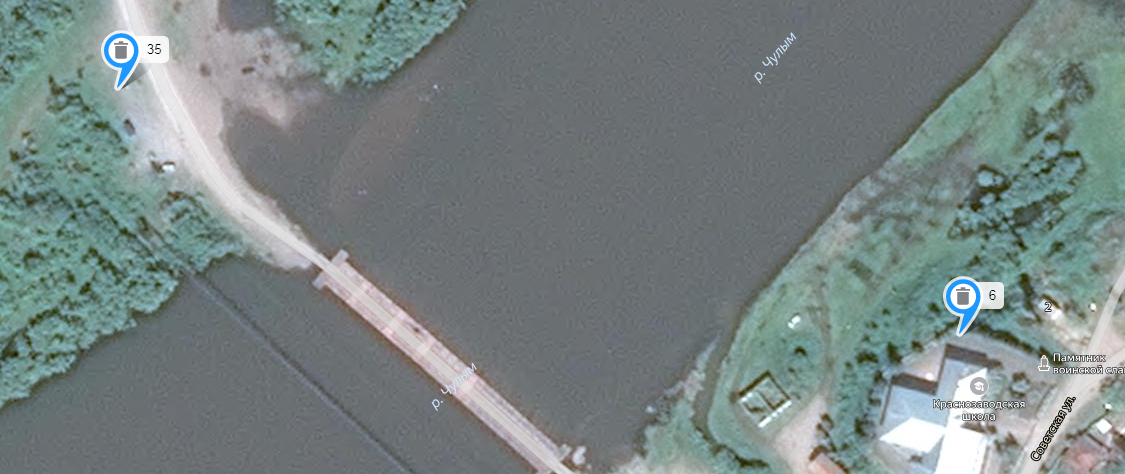 35
р. Чулым
6
2
Памятник
воинской сла
Краснозаводская
школа
Советская ул.
р. Чулым